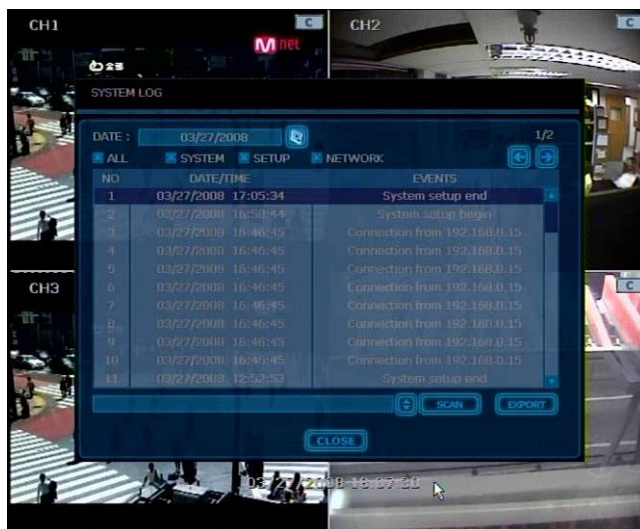 CH1
C
CH2
C
M net
SYSTEM LOG
DATE : 03/27/2008 1/2
ALL SYSTEM SETUP NETWORK
NO DATE/TIME EVENTS
1 03/27/2008 17:05:34 System setup end
2 03/27/2008 16:50:44 System setup begin
3 03/27/2008 16:46:45 Connection from 192.168.0.15
4 03/27/2008 16:46:45 Connection from 192.168.0.15
5 03/27/2008 16:46:45 Connection from 192.168.0.15
6 03/27/2008 16:46:45 Connection from 192.168.0.15
CH3
C
7 03/27/2008 16:46:45 Connection from 192.168.0.15
8 03/27/2008 16:46:45 Connection from 192.168.0.15
9 03/27/2008 16:46:45 Connection from 192.168.0.15
10 03/27/2008 16:46:45 Connection from 192.168.0.15
11 03/27/2008 12:52:53 System setup end
SCAN EXPORT
CLOSE
03/27/2008